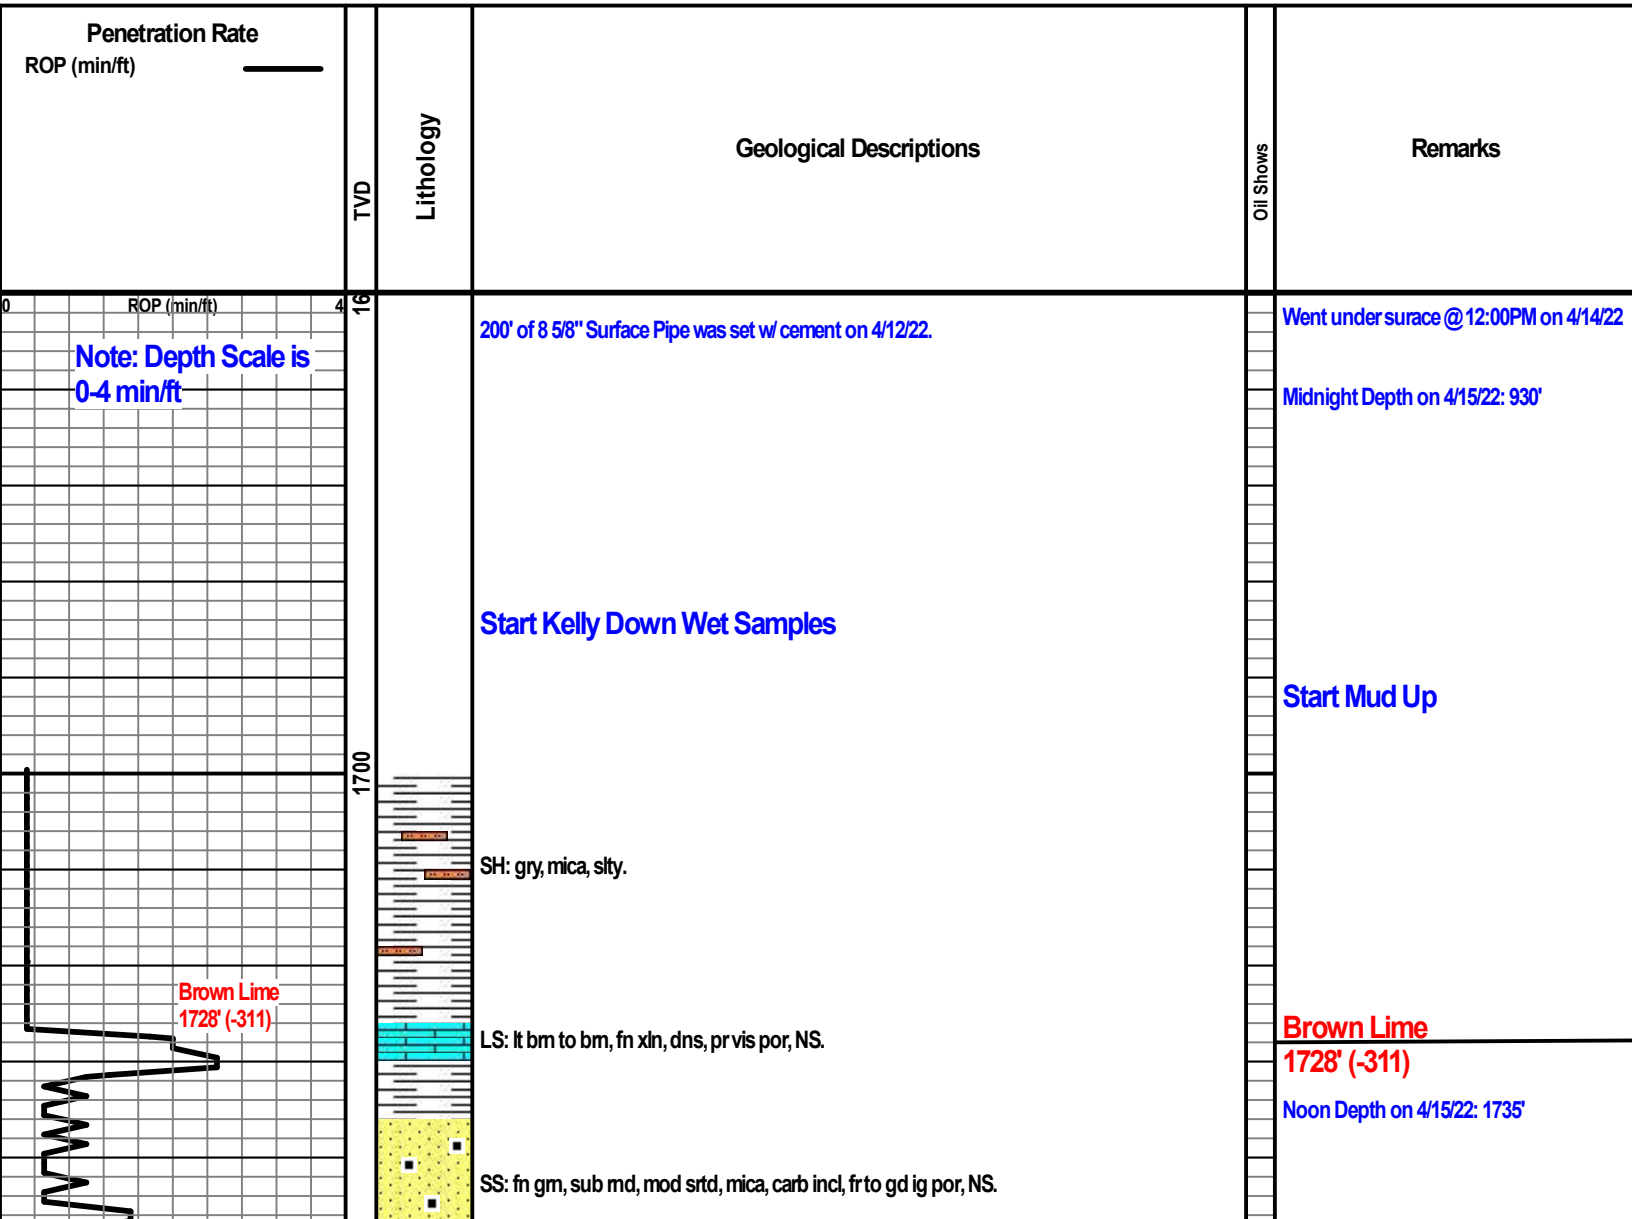 Penetration Rate
ROP (min/ft)
TVD
Lithology
Geological Descriptions
Oil Shows
Remarks
0 ROP (min/ft) 4
16
Note: Depth Scale is
0-4 min/ft
200' of 8 5/8" Surface Pipe was set w/ cement on 4/12/22.
Went under surace @ 12:00PM on 4/14/22
Midnight Depth on 4/15/22: 930'
Start Kelly Down Wet Samples
Start Mud Up
1700
SH: gry, mica, slty.
Brown Lime
1728' (-311)
LS: lt brn to brn, fn xln, dns, pr vis por, NS.
Brown Lime
1728' (-311)
Noon Depth on 4/15/22: 1735'
SS: fn grn, sub rnd, mod srtd, mica, carb incl, fr to gd ig por, NS.